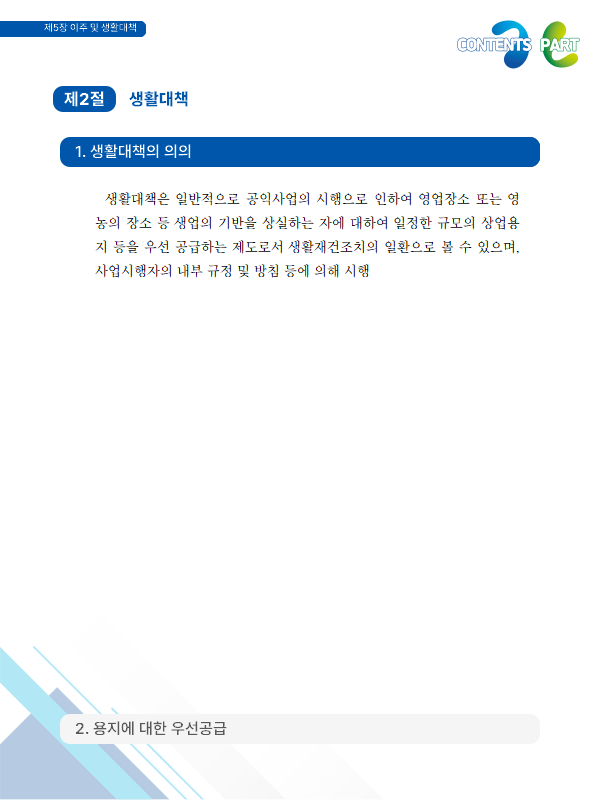 제5장 이주 및 생활대책
CONTENTS PART
제2절 생활대책
1. 생활대책의 의의
생활대책은 일반적으로 공익사업의 시행으로 인하여 영업장소 또는 영
농의 장소 등 생업의 기반을 상실하는 자에 대하여 일정한 규모의 상업용
지 등을 우선 공급하는 제도로서 생활재건조치의 일환으로 볼 수 있으며,
사업시행자의 내부 규정 및 방침 등에 의해 시행
2. 용지에 대한 우선공급